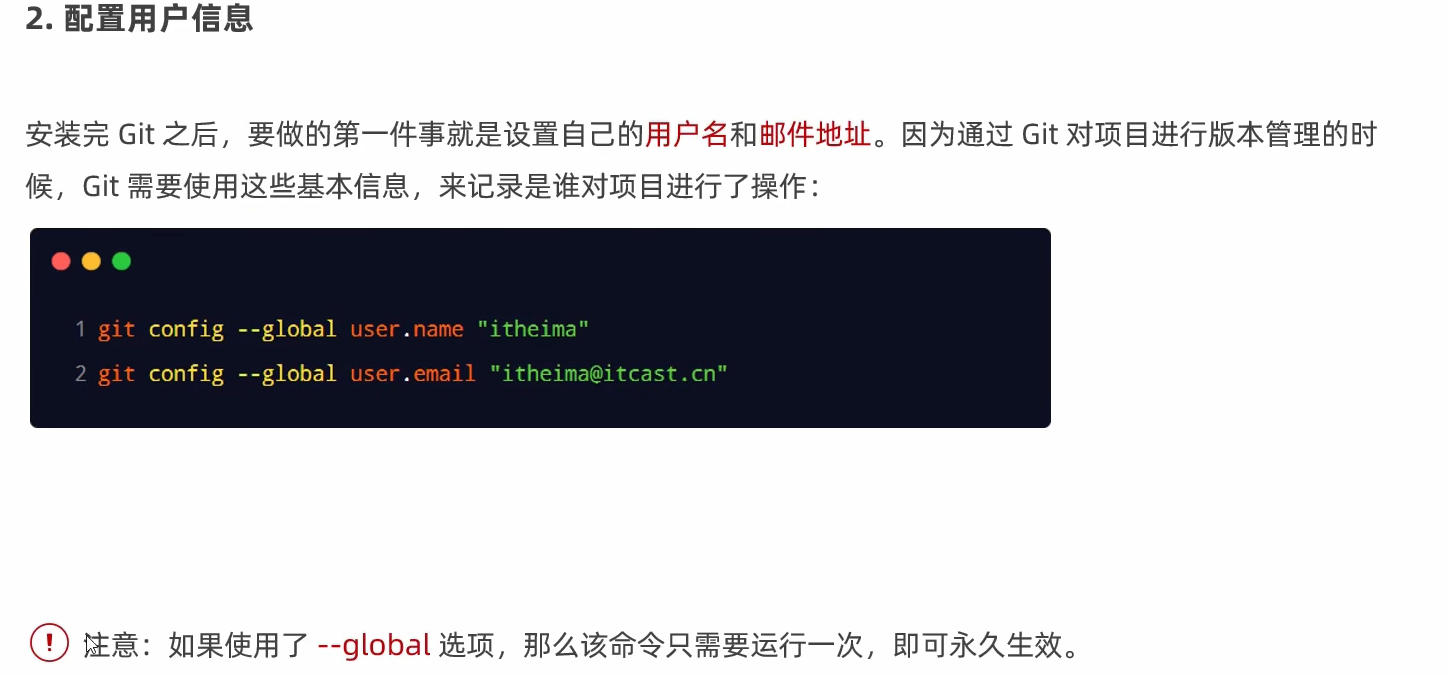 2. 配置用户信息
安装完 Git 之后，要做的第一件事就是设置自己的用户名和邮件地址。因为通过 Git 对项目进行版本管理的时
候，Git 需要使用这些基本信息，来记录是谁对项目进行了操作：
1 git config --global user.name "itheima"
2 git config --global user.email "itheima@itcast.cn"
! 注意：如果使用了 --global 选项，那么该命令只需要运行一次，即可永久生效。